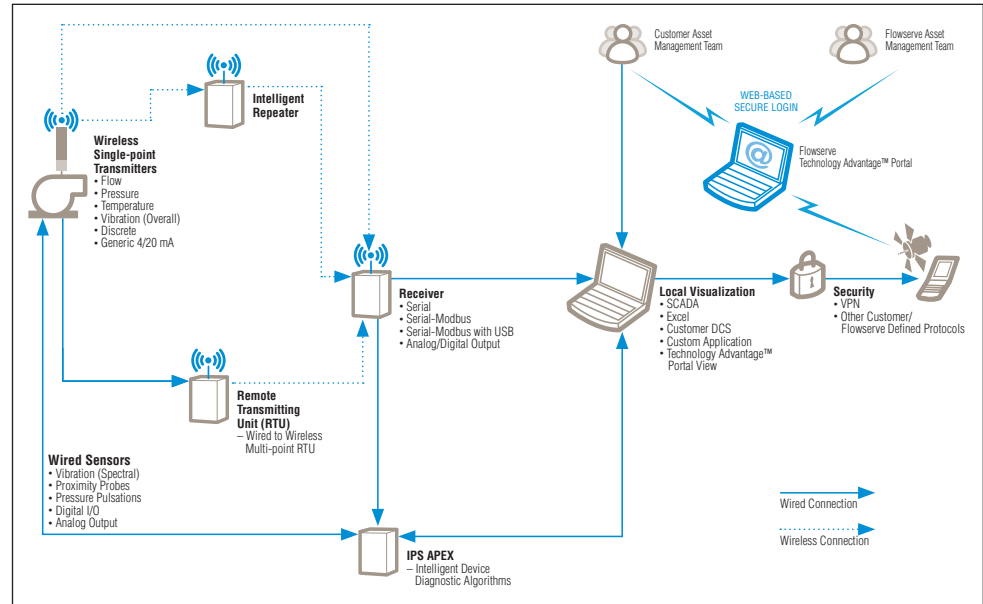 Customer Asset
Management Team
Flowserve Asset
Management Team
WEB-BASED
SECURE LOGIN
@
Flowserve
Technology Advantage™ Portal
Intelligent
Repeater
Wireless
Single-point
Transmitters
• Flow
• Pressure
• Temperature
• Vibration (Overall)
• Discrete
• Generic 4/20 mA
Receiver
• Serial
• Serial-Modbus
• Serial-Modbus with USB
• Analog/Digital Output
Local Visualization
• SCADA
• Excel
• Customer DCS
• Custom Application
• Technology Advantage™
Portal View
Security
• VPN
• Other Customer/
Flowserve Defined Protocols
Remote
Transmitting
Unit (RTU)
– Wired to Wireless
Multi-point RTU
Wired Sensors
• Vibration (Spectral)
• Proximity Probes
• Pressure Pulsations
• Digital I/O
• Analog Output
IPS APEX
– Intelligent Device
Diagnostic Algorithms
Wired Connection
Wireless Connection